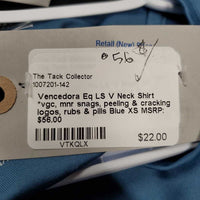 Retail (New)
$56
The Tack Collector
1007201-142
Vencedora Eq LS V Neck Shirt
*vgc, mnr snags, peeling & cracking
logos, rubs & pills Blue XS MSRP:
$56.00
VTKQLX
$22.00